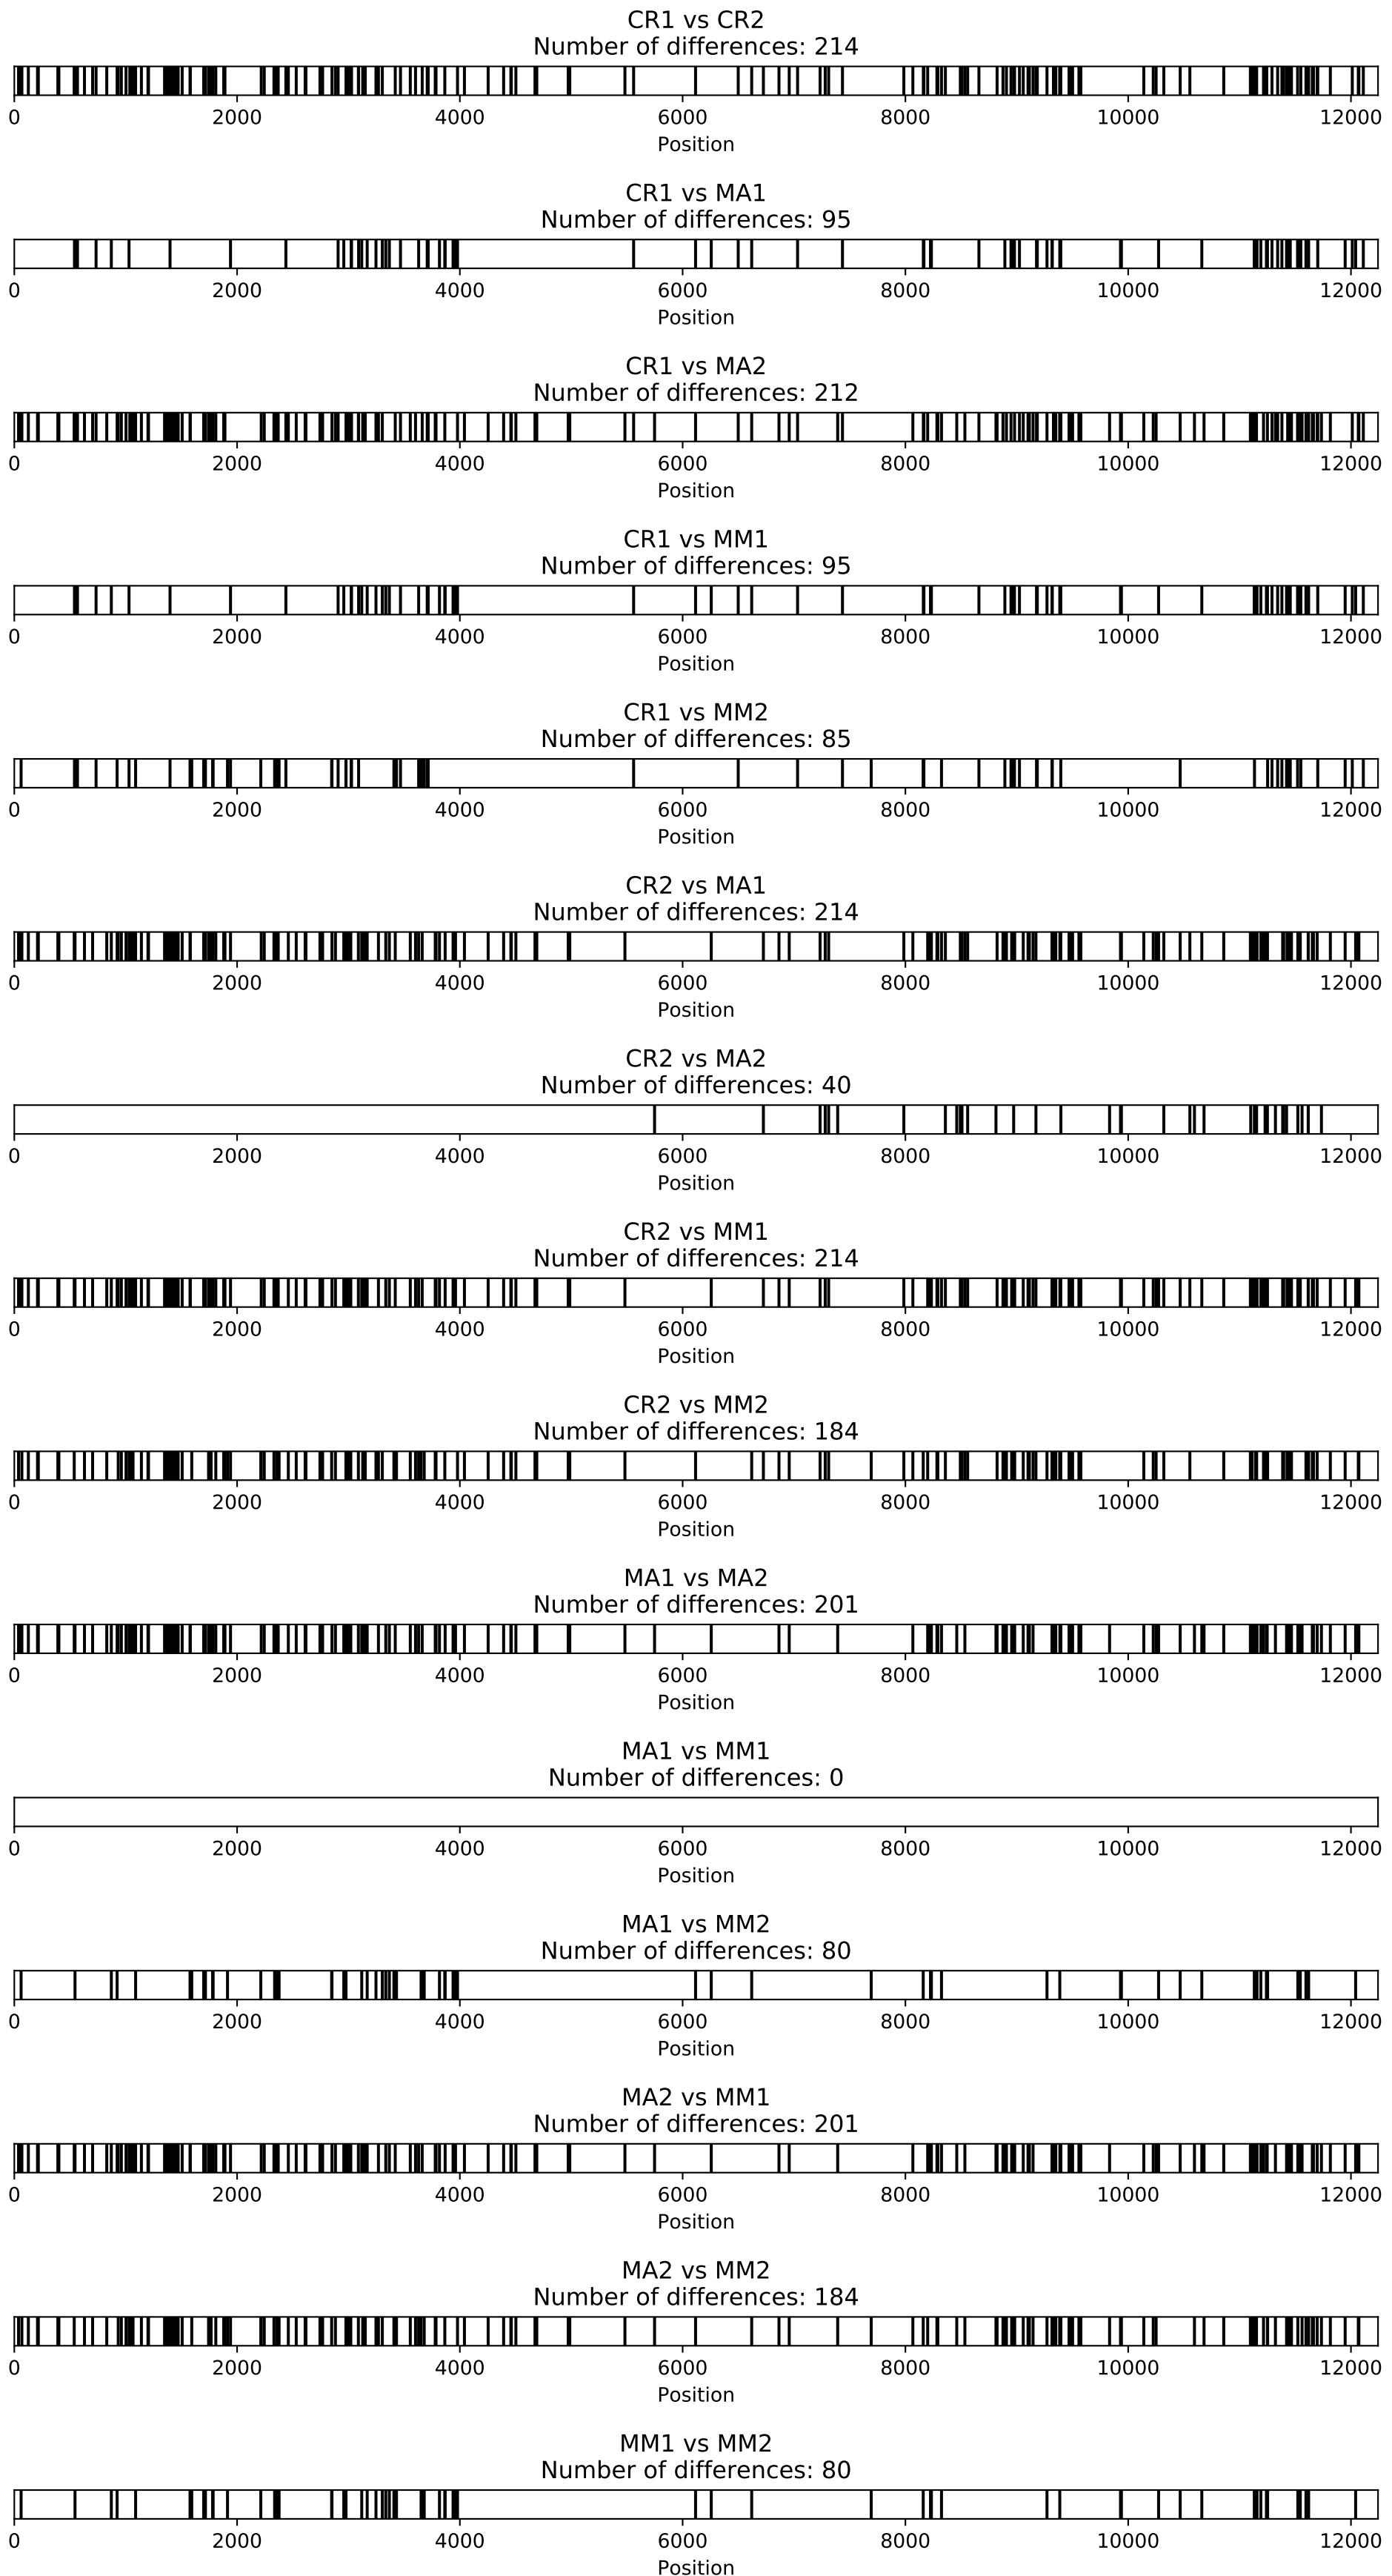 CR1 vs CR2
Number of differences: 214
0 2000 4000 6000 8000 10000 12000
Position
CR1 vs MA1
Number of differences: 95
0 2000 4000 6000 8000 10000 12000
Position
CR1 vs MA2
Number of differences: 212
0 2000 4000 6000 8000 10000 12000
Position
CR1 vs MM1
Number of differences: 95
0 2000 4000 6000 8000 10000 12000
Position
CR1 vs MM2
Number of differences: 85
0 2000 4000 6000 8000 10000 12000
Position
CR2 vs MA1
Number of differences: 214
0 2000 4000 6000 8000 10000 12000
Position
CR2 vs MA2
Number of differences: 40
0 2000 4000 6000 8000 10000 12000
Position
CR2 vs MM1
Number of differences: 214
0 2000 4000 6000 8000 10000 12000
Position
CR2 vs MM2
Number of differences: 184
0 2000 4000 6000 8000 10000 12000
Position
MA1 vs MA2
Number of differences: 201
0 2000 4000 6000 8000 10000 12000
Position
MA1 vs MM1
Number of differences: 0
0 2000 4000 6000 8000 10000 12000
Position
MA1 vs MM2
Number of differences: 80
0 2000 4000 6000 8000 10000 12000
Position
MA2 vs MM1
Number of differences: 201
0 2000 4000 6000 8000 10000 12000
Position
MA2 vs MM2
Number of differences: 184
0 2000 4000 6000 8000 10000 12000
Position
MM1 vs MM2
Number of differences: 80
0 2000 4000 6000 8000 10000 12000
Position